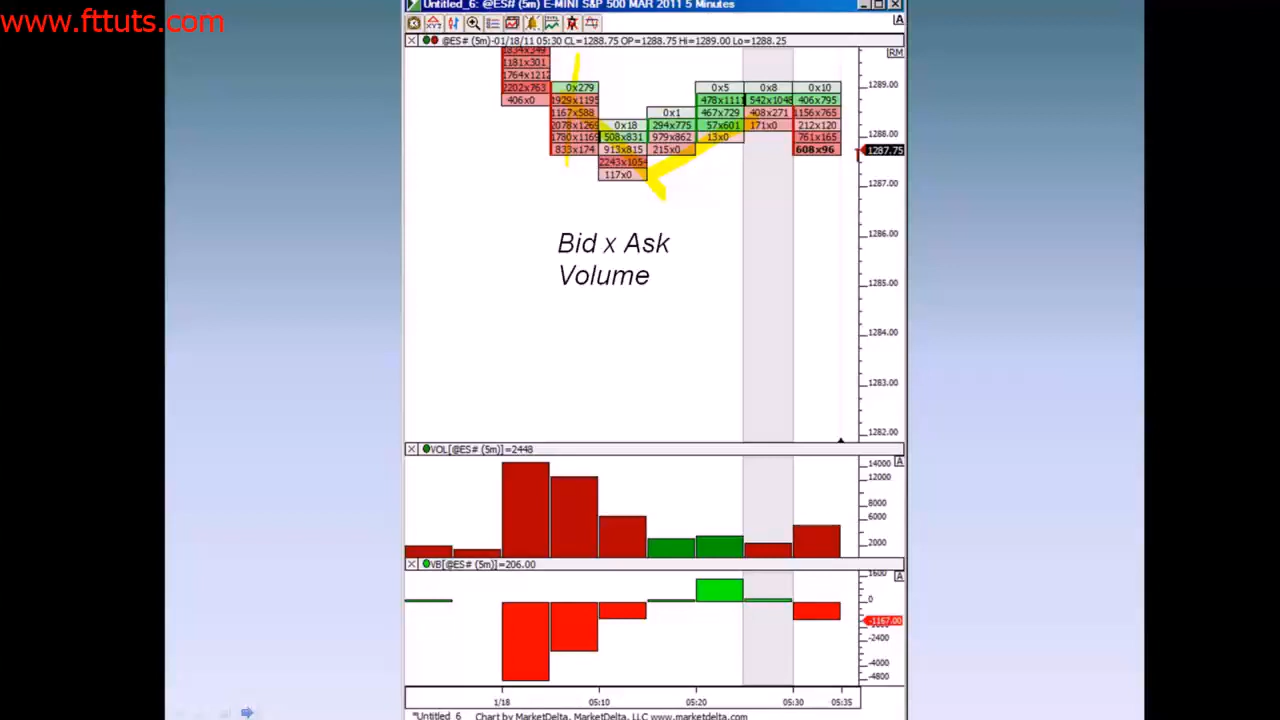 www.fttuts.com
Untitled_6: @ES# (5m) E-MINI S&P 500 MAR 2011 5 Minutes
A
@ES# (5m)-01/18/11 05:30 CL=1288.75 OP=1288.75 Hi=1289.00 Lo=1288.25
RM
1181x301
1764x1212
2202x763 0x279 0x5 0x8 0x10 1289.00
406x0 1929x1195 478x1111 542x1048 406x795
1167x588 0x1 467x729 408x271 1156x765
2078x1269 0x18 294x775 57x601 171x0 212x120
1780x1169 508x831 979x862 13x0 761x165 1288.00
833x174 913x815 215x0 608x96 1287.75
2243x1054
117x0
1287.00
1286.00
1285.00
1284.00
1283.00
1282.00
Bid x Ask
Volume
VOL[@ES# (5m)]=2448
14000 A
12000
8000
6000
2000
VB[@ES# (5m)]=206.00
1600 A
0
-1167.00
-2400
-4000
-4800
1/18 05:10 05:20 05:30 05:35
"Untitled_6 Chart by MarketDelta, MarketDelta, LLC www.marketdelta.com